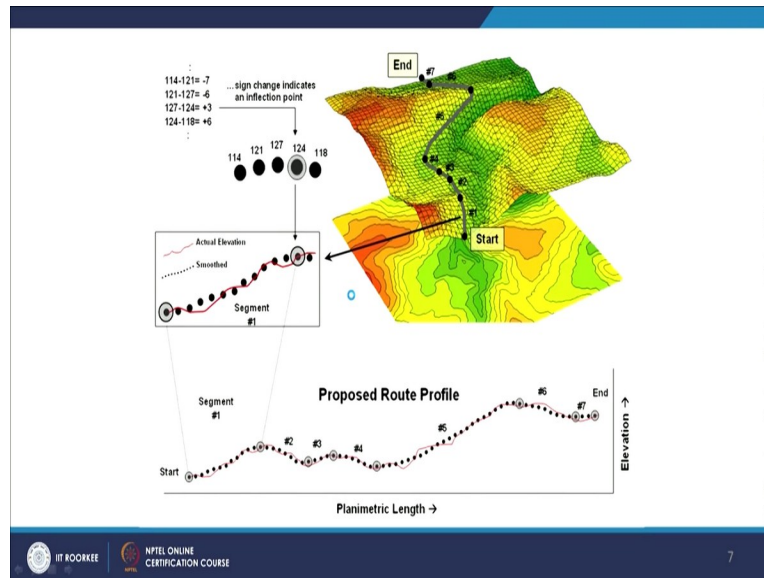 :
114-121= -7
121-127= -6
127-124= +3
124-118= +6
:
...sign change indicates
an inflection point
114 121 127 124 118
End
#7 #6
#5
#4
#3
#2
#1
Start
Actual Elevation
Smoothed
Segment
#1
Segment
#1
Proposed Route Profile
Start
#2
#3
#4
#5
#6
#7
End
Elevation →
Planimetric Length →
IIT ROORKEE
NPTEL ONLINE
CERTIFICATION COURSE
7